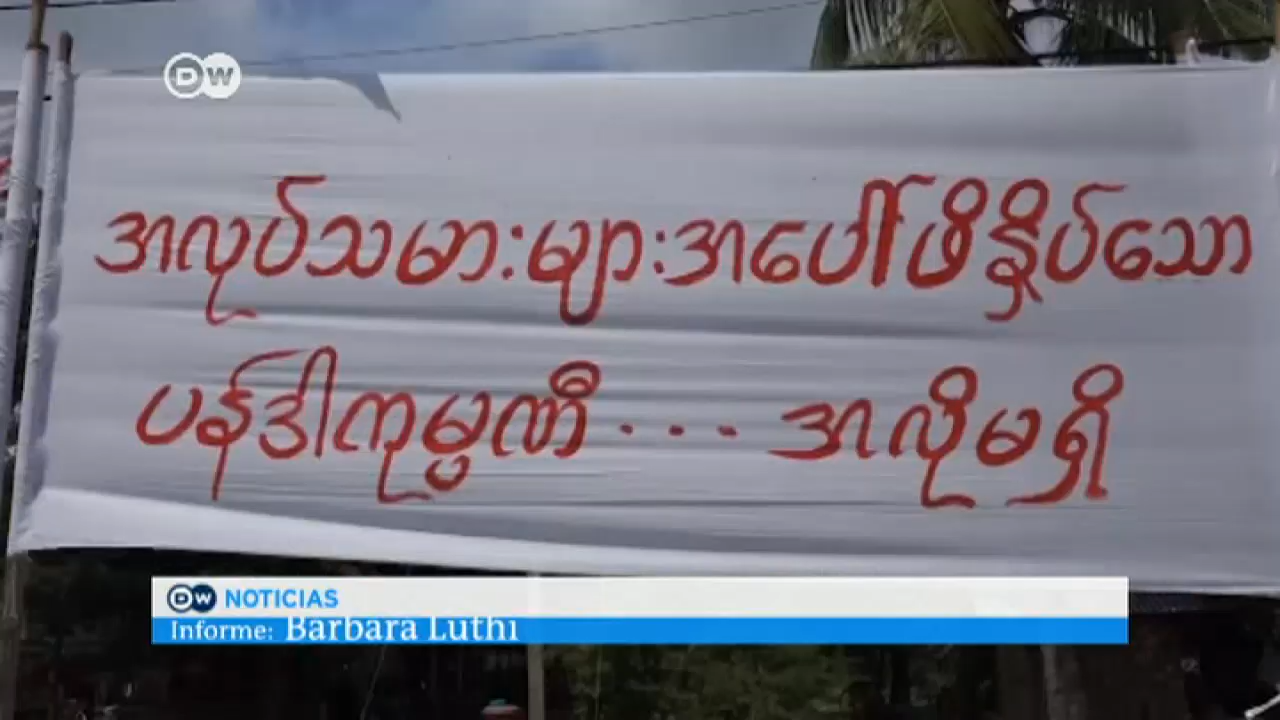 DW
အလုပ်သမားများအပေါ်ဖိနှိပ်သော
ပန်ဒါကုမ္ပဏီ... အလိုမရှိ
DW NOTICIAS
Informe: Barbara Luthi